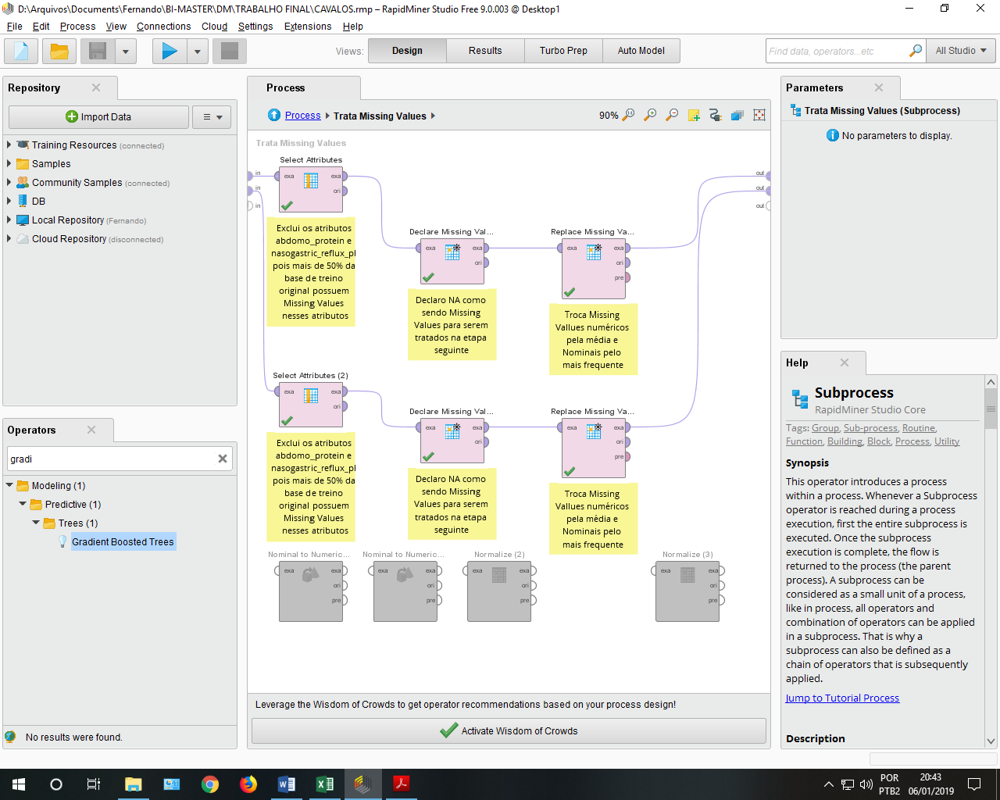 D:\Arquivos\Documents\Fernando\BI-MASTER\DM\TRABALHO FINAL\CAVALOS.rmp – RapidMiner Studio Free 9.0.003 @ Desktop1
File Edit Process View Connections Cloud Settings Extensions Help
Views: Design Results Turbo Prep Auto Model
Find data, operators...etc
All Studio
Repository
Import Data
Training Resources (connected)
Samples
Community Samples (connected)
DB
Local Repository (Fernando)
Cloud Repository (disconnected)
Operators
gradi
Modeling (1)
Predictive (1)
Trees (1)
Gradient Boosted Trees
No results were found.
Process
Process Trata Missing Values
90%
Trata Missing Values
in
in
in
out
out
out
Select Attributes
exa exa
ori
Exclui os atributos
abdomo_protein e
nasogastric_reflux_pl
pois mais de 50% da
base de treino
original possuem
Missing Values
nesses atributos
Declare Missing Val...
exa exa
ori
Declaro NA como
sendo Missing
Values para serem
tratados na etapa
seguinte
Replace Missing Va...
exa exa
ori
pre
Troca Missing
Vallues numéricos
pela média e
Nominais pelo
mais frequente
Select Attributes (2)
exa exa
ori
Exclui os atributos
abdomo_protein e
nasogastric_reflux_pl
pois mais de 50% da
base de treino
original possuem
Missing Values
nesses atributos
Declare Missing Val...
exa exa
ori
Declaro NA como
sendo Missing
Values para serem
tratados na etapa
seguinte
Replace Missing Va...
exa exa
ori
pre
Troca Missing
Vallues numéricos
pela média e
Nominais pelo
mais frequente
Nominal to Numeric...
exa exa
ori
pre
Nominal to Numeric...
exa exa
ori
pre
Normalize (2)
exa exa
ori
pre
Normalize (3)
exa exa
ori
pre
Leverage the Wisdom of Crowds to get operator recommendations based on your process design!
Activate Wisdom of Crowds
Parameters
Trata Missing Values (Subprocess)
No parameters to display.
Help
Subprocess
RapidMiner Studio Core
Tags: Group, Sub-process, Routine,
Function, Building, Block, Process, Utility
Synopsis
This operator introduces a process
within a process. Whenever a Subprocess
operator is reached during a process
execution, first the entire subprocess is
executed. Once the subprocess
execution is complete, the flow is
returned to the process (the parent
process). A subprocess can be
considered as a small unit of a process,
like in process, all operators and
combination of operators can be applied
in a subprocess. That is why a
subprocess can also be defined as a
chain of operators that is subsequently
applied.
Jump to Tutorial Process
Description
POR
PTB2
20:43
06/01/2019